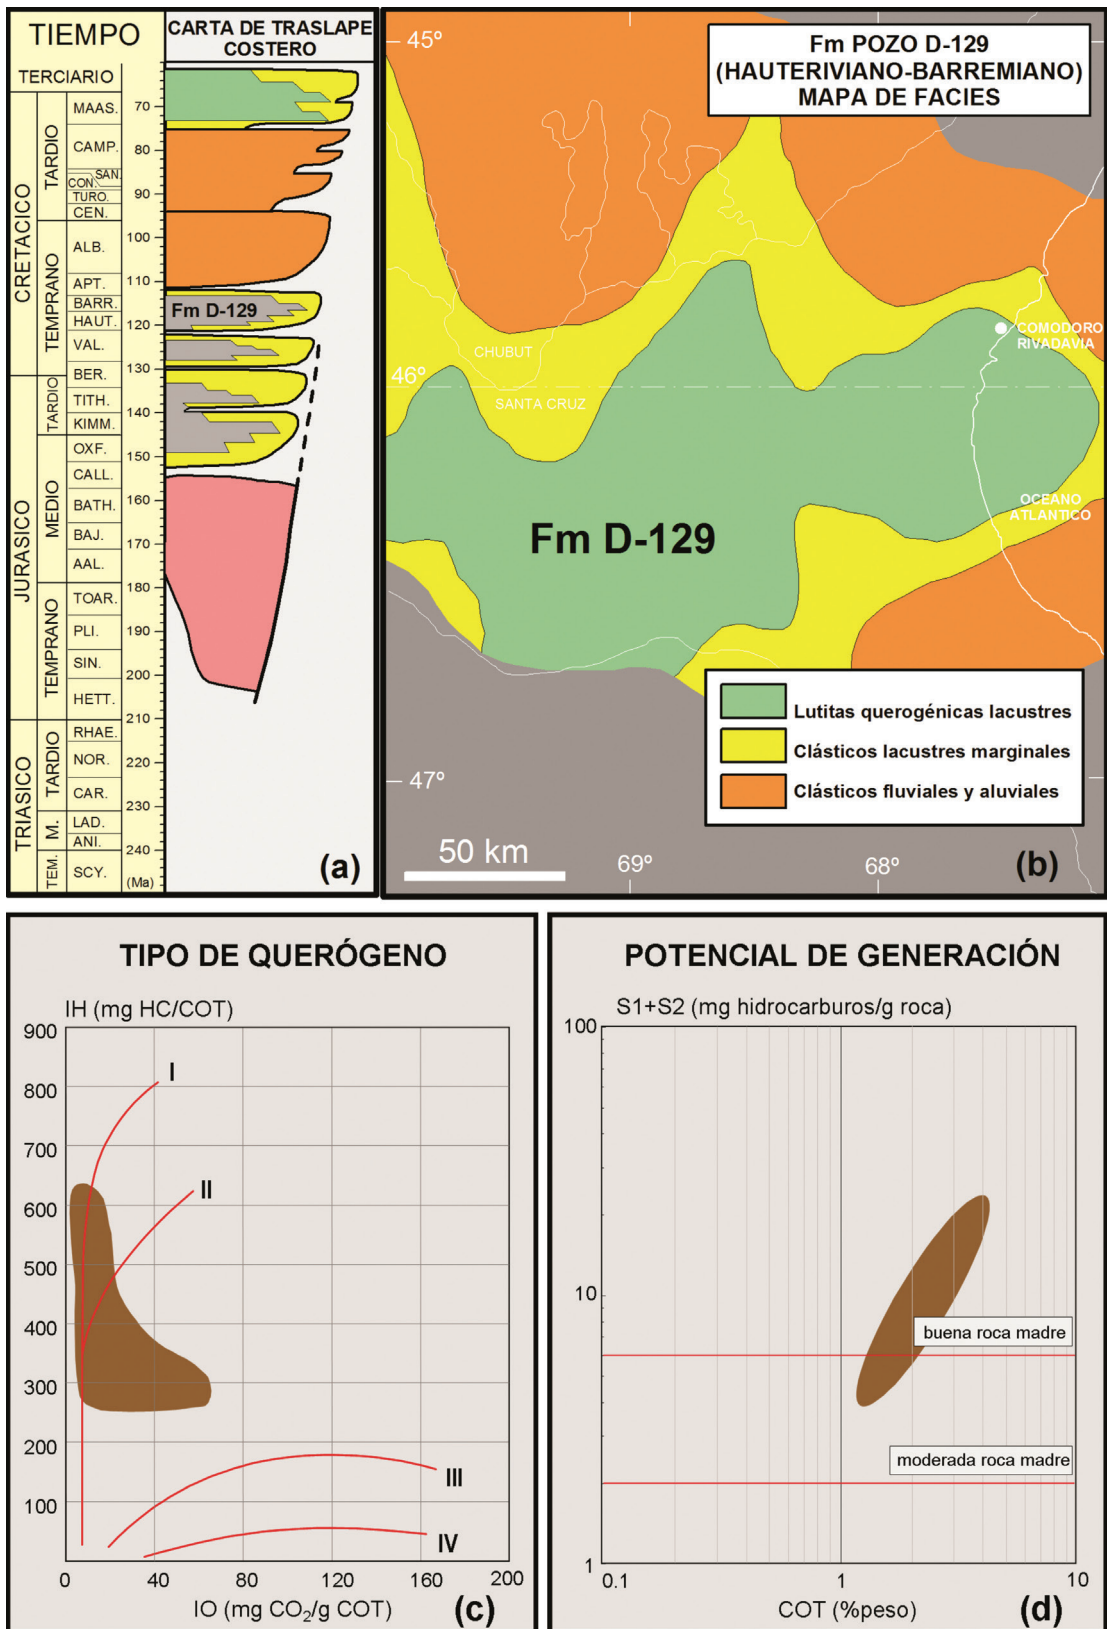 TIEMPO
CARTA DE TRASLAPE
COSTERO
TERCIARIO
CRETACICO
TARDIO
MAAS.
CAMP.
SAN.
CON.
TURO.
CEN.
TEMPRANO
ALB.
APT.
BARR.
HAUT.
VAL.
BER.
JURASICO
TARDIO
TITH.
KIMM.
MEDIO
OXF.
CALL.
BATH.
BAJ.
AAL.
TEMPRANO
TOAR.
PLI.
SIN.
HETT.
TRIASICO
TARDIO
RHAE.
NOR.
CAR.
M.
LAD.
ANI.
TEM.
SCY.
70
80
90
100
110
120
130
140
150
160
170
180
190
200
210
220
230
240
(Ma)
Fm D-129
(a)
Fm POZO D-129
(HAUTERIVIANO-BARREMIANO)
MAPA DE FACIES
45º
CHUBUT
46º
SANTA CRUZ
COMODORO
RIVADAVIA
OCEANO
ATLANTICO
Fm D-129
Lutitas querogénicas lacustres
Clásticos lacustres marginales
Clásticos fluviales y aluviales
47º
50 km
69º
68º
(b)
TIPO DE QUERÓGENO
IH (mg HC/COT)
900
800
700
600
500
400
300
200
100
I
II
III
IV
0
40
80
120
160
200
IO (mg CO₂/g COT)
(c)
POTENCIAL DE GENERACIÓN
S1+S2 (mg hidrocarburos/g roca)
100
10
1
buena roca madre
moderada roca madre
0.1
1
10
COT (%peso)
(d)